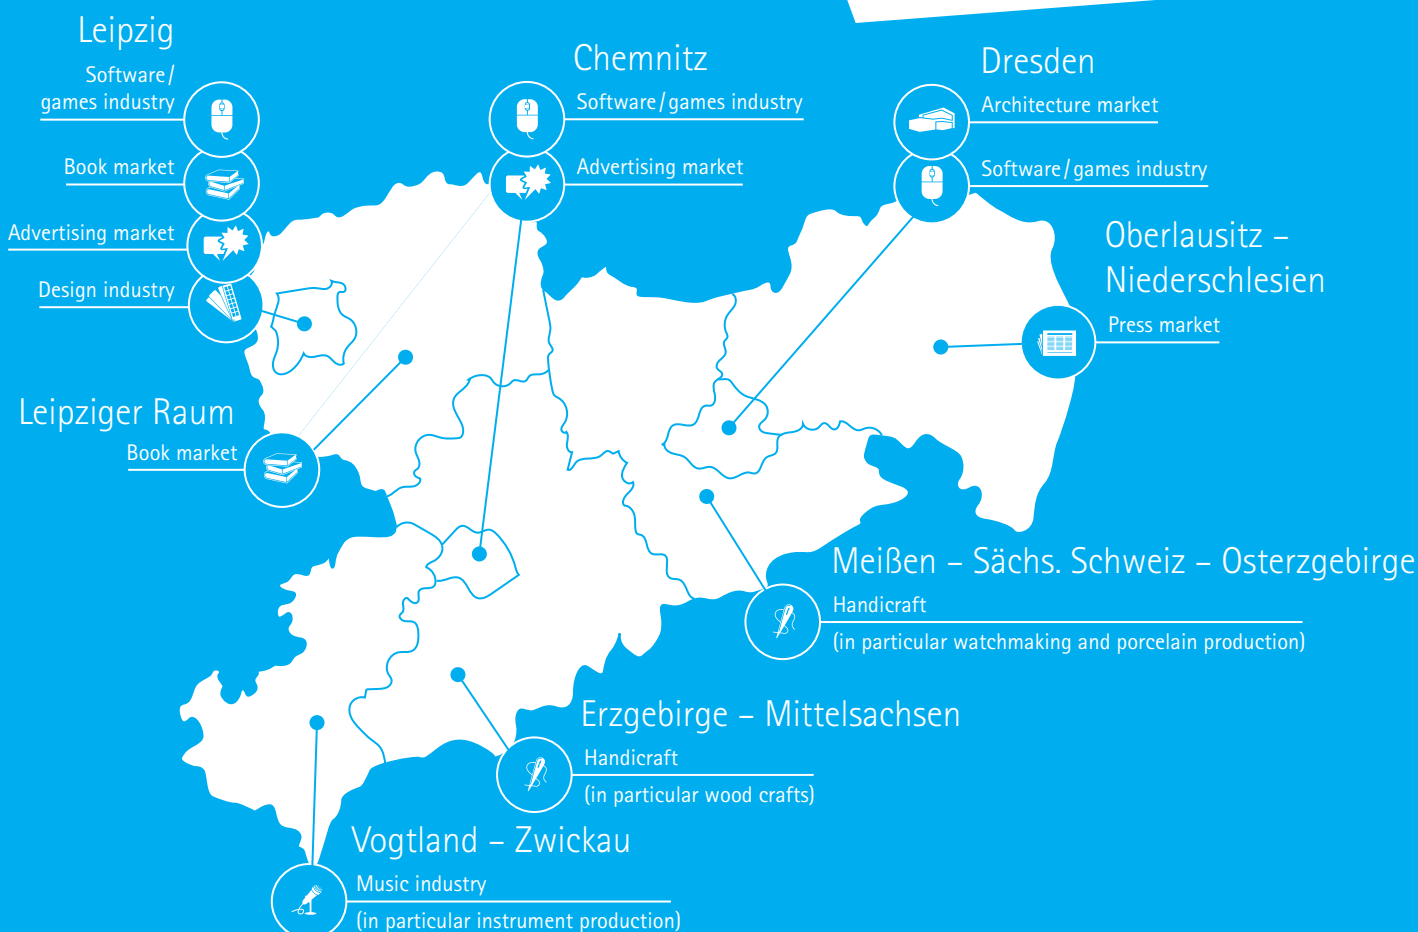 Leipzig
Software/
games industry
Book market
Advertising market
Design industry
Chemnitz
Software/games industry
Advertising market
Dresden
Architecture market
Software/games industry
Oberlausitz –
Niederschlesien
Press market
Leipziger Raum
Book market
Meißen – Sächs. Schweiz – Osterzgebirge
Handicraft
(in particular watchmaking and porcelain production)
Erzgebirge – Mittelsachsen
Handicraft
(in particular wood crafts)
Vogtland – Zwickau
Music industry
(in particular instrument production)